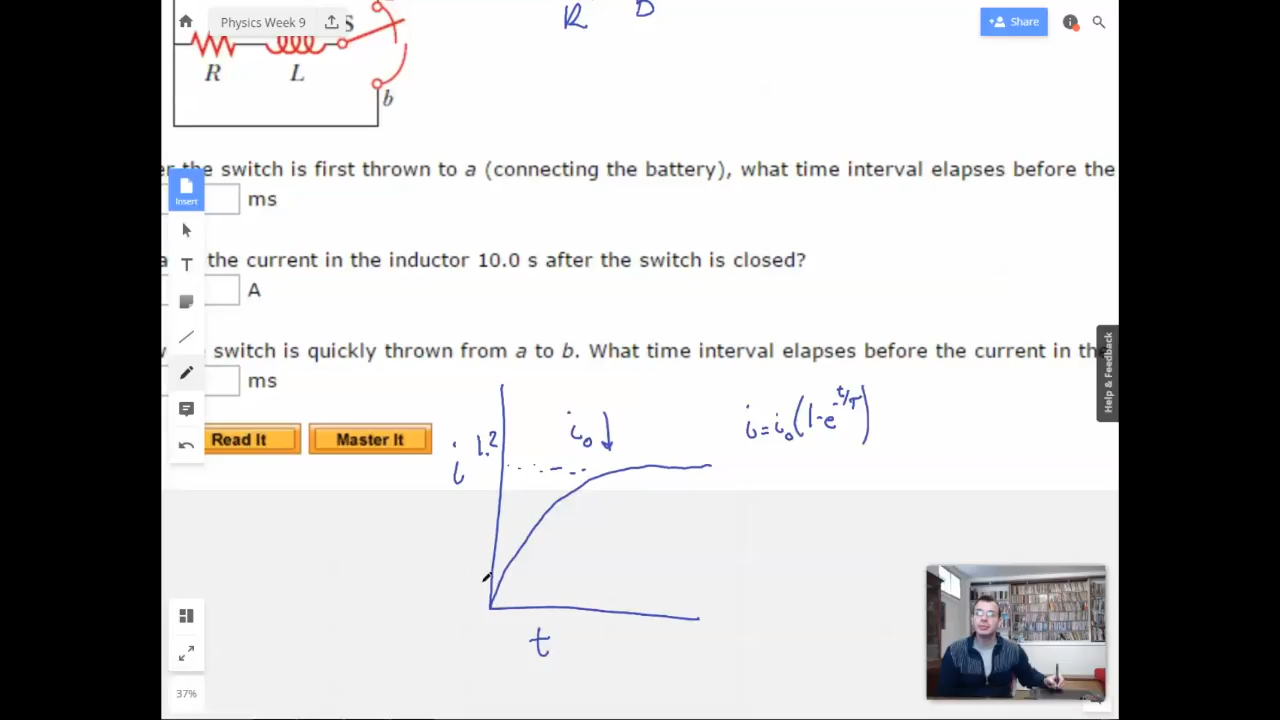 Physics Week 9
S
Share
R
L
b
R
er the switch is first thrown to a (connecting the battery), what time interval elapses before the
Insert
ms
the current in the inductor 10.0 s after the switch is closed?
A
switch is quickly thrown from a to b. What time interval elapses before the current in the
ms
Help & Feedback
Read It
Master It
i
1.2
i₀
i=i₀(1-e^-t/τ)
t
37%